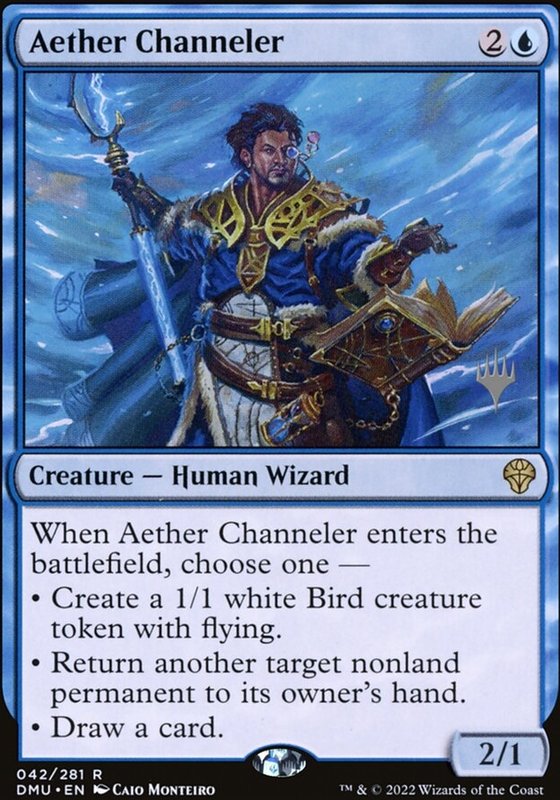 Aether Channeler 2
Creature — Human Wizard
When Aether Channeler enters the
battlefield, choose one —
• Create a 1/1 white Bird creature
token with flying.
• Return another target nonland
permanent to its owner's hand.
• Draw a card.
2/1
042/281 R
DMU • EN Caio Monteiro
™ & © 2022 Wizards of the Coast